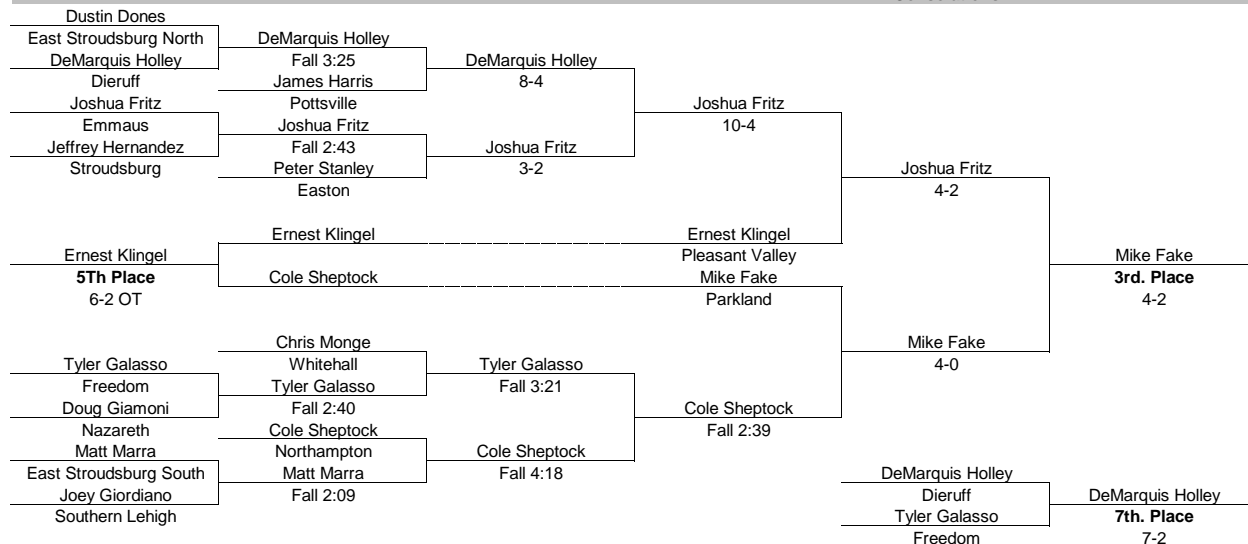 Dustin Dones
East Stroudsburg North
DeMarquis Holley
DeMarquis Holley
Fall 3:25
DeMarquis Holley
Dieruff
James Harris
8-4
Joshua Fritz
Pottsville
Joshua Fritz
Emmaus
Joshua Fritz
10-4
Jeffrey Hernandez
Fall 2:43
Joshua Fritz
Stroudsburg
Peter Stanley
3-2
Joshua Fritz
Easton
4-2
Ernest Klingel
Ernest Klingel
Ernest Klingel
Pleasant Valley
Mike Fake
5Th Place
Cole Sheptock
Mike Fake
3rd. Place
6-2 OT
Parkland
4-2
Chris Monge
Mike Fake
Tyler Galasso
Whitehall
Tyler Galasso
4-0
Freedom
Tyler Galasso
Fall 3:21
Doug Giamoni
Fall 2:40
Cole Sheptock
Nazareth
Cole Sheptock
Fall 2:39
Matt Marra
Northampton
Cole Sheptock
East Stroudsburg South
Matt Marra
Fall 4:18
DeMarquis Holley
Joey Giordiano
Fall 2:09
Dieruff
DeMarquis Holley
Southern Lehigh
Tyler Galasso
7th. Place
Freedom
7-2